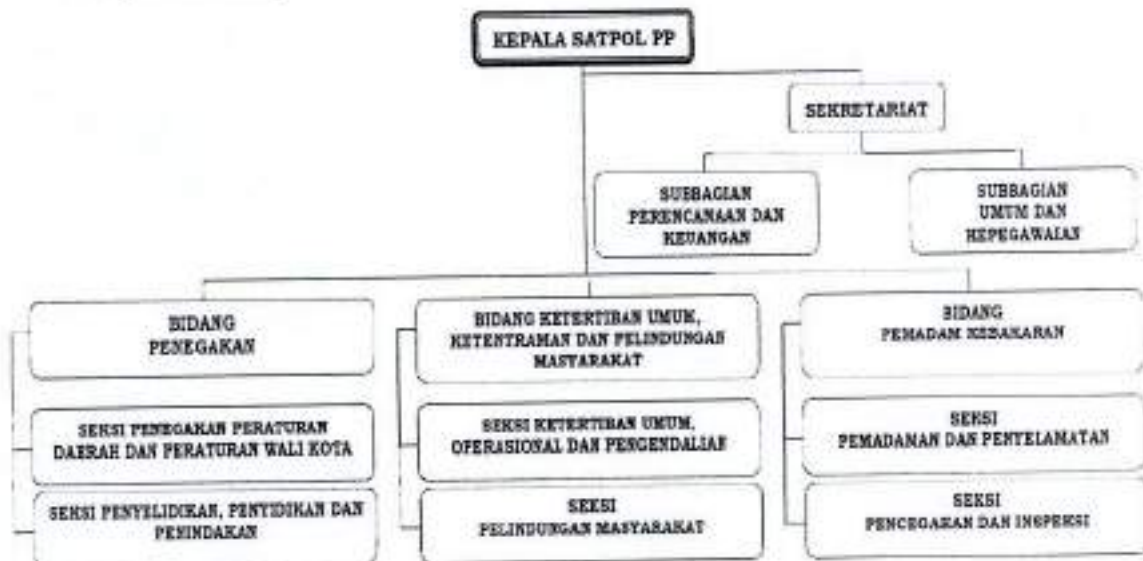 KEPALA SATPOL PP
SEKRETARIAT
SUBBAGIAN
PERENCANAAN DAN
KEUANGAN
SUBBAGIAN
UMUM DAN
KEPEGAWAIAN
BIDANG
PENEGAKAN
BIDANG KETERTIBAN UMUM,
KETENTRAMAN DAN PELINDUNGAN
MASYARAKAT
BIDANG
PEMADAM KEBAKARAN
SEKSI PENEGAKAN PERATURAN
DAERAH DAN PERATURAN WALI KOTA
SEKSI KETERTIBAN UMUM,
OPERASIONAL DAN PENGENDALIAN
SEKSI
PEMADAMAN DAN PENYELAMATAN
SEKSI PENYELIDIKAN, PENYIDIKAN DAN
PENINDAKAN
SEKSI
PELINDUNGAN MASYARAKAT
SEKSI
PENCEGAHAN DAN INSPEKSI